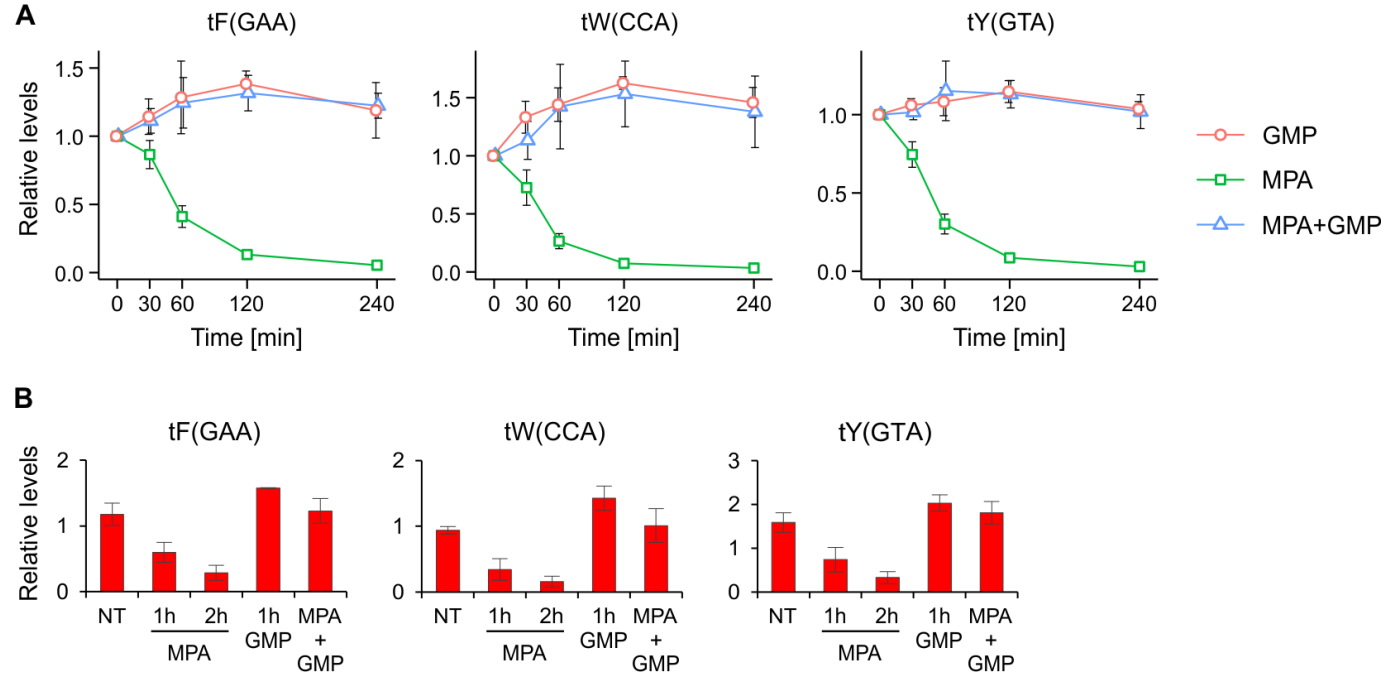 A
tF(GAA) tW(CCA) tY(GTA)
Relative levels
1.5
1.0
0.5
0.0
0 30 60 120 240
Time [min]
1.5
1.0
0.5
0.0
0 30 60 120 240
Time [min]
1.0
0.5
0.0
0 30 60 120 240
Time [min]
GMP
MPA
MPA+GMP
B
tF(GAA) tW(CCA) tY(GTA)
Relative levels
2
1
0
NT 1h 2h 1h MPA
MPA GMP +
GMP
2
1
0
NT 1h 2h 1h MPA
MPA GMP +
GMP
3
2
1
0
NT 1h 2h 1h MPA
MPA GMP +
GMP